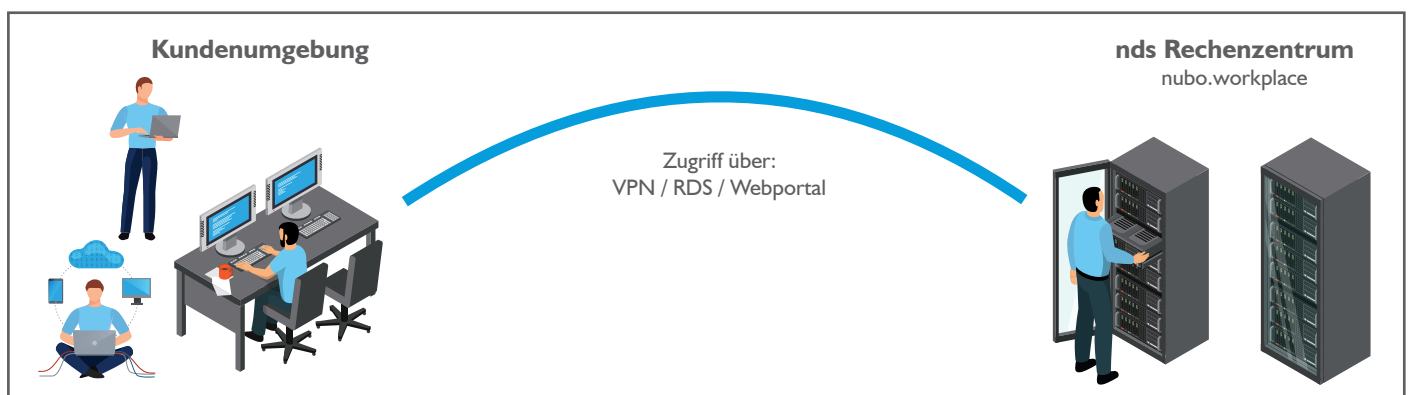 Kundenumgebung
nds Rechenzentrum
nubo.workplace
Zugriff über:
VPN / RDS / Webportal